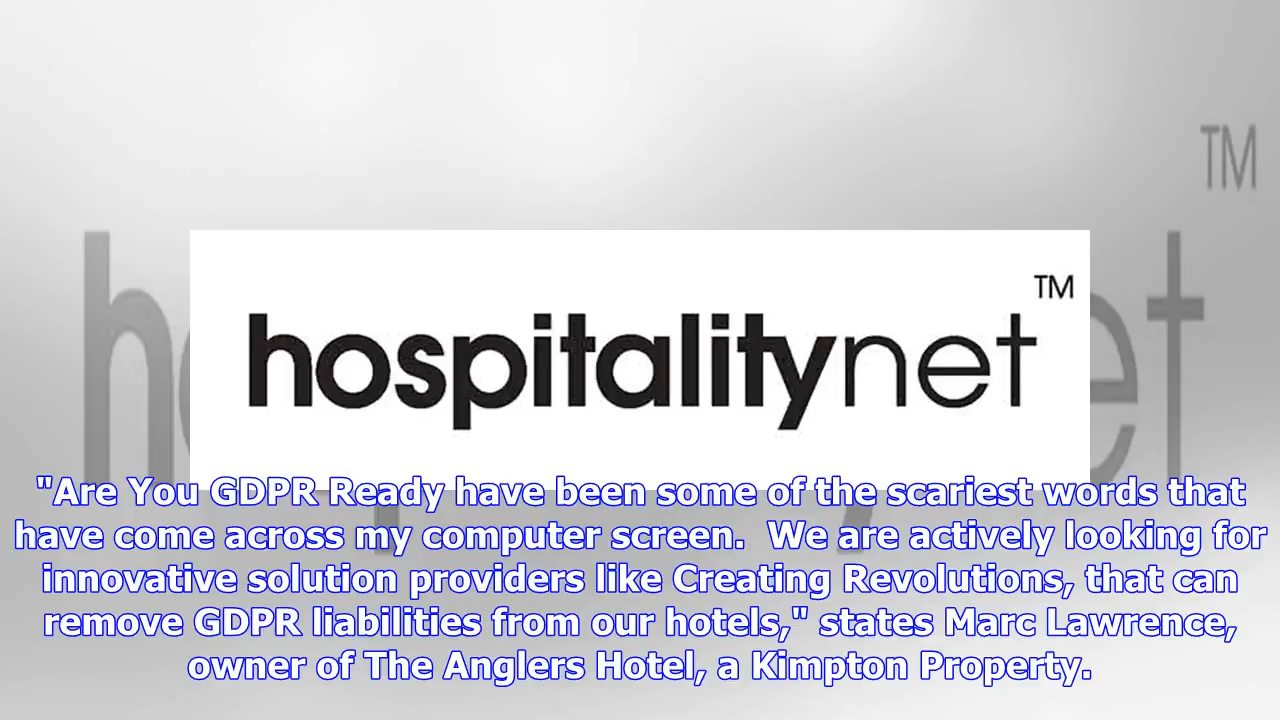 TM
hospitalitynet
TM
h et
"Are You GDPR Ready have been some of the scariest words that
have come across my computer screen.  We are actively looking for
innovative solution providers like Creating Revolutions, that can
remove GDPR liabilities from our hotels," states Marc Lawrence,
owner of The Anglers Hotel, a Kimpton Property.